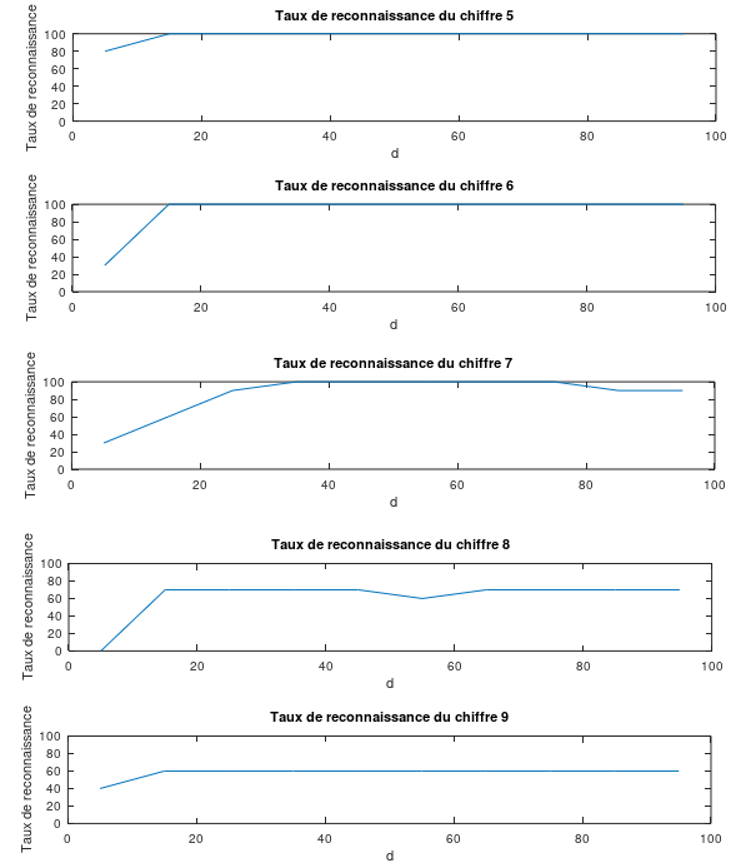 Taux de reconnaissance du chiffre 5
Taux de reconnaissance
100
80
60
40
20
0
0 20 40 60 80 100
d
Taux de reconnaissance du chiffre 6
Taux de reconnaissance
100
80
60
40
20
0
0 20 40 60 80 100
d
Taux de reconnaissance du chiffre 7
Taux de reconnaissance
100
80
60
40
20
0
0 20 40 60 80 100
d
Taux de reconnaissance du chiffre 8
Taux de reconnaissance
100
80
60
40
20
0
0 20 40 60 80 100
d
Taux de reconnaissance du chiffre 9
Taux de reconnaissance
100
80
60
40
20
0
0 20 40 60 80 100
d